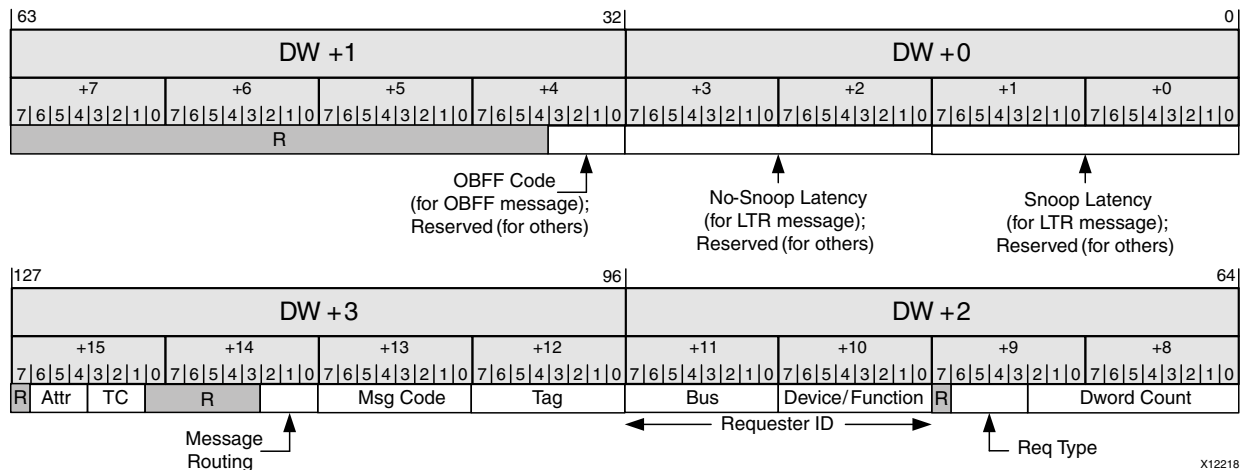 63 32 0
DW +1 DW +0
+7 +6 +5 +4 +3 +2 +1 +0
7 6 5 4 3 2 1 0 7 6 5 4 3 2 1 0 7 6 5 4 3 2 1 0 7 6 5 4 3 2 1 0 7 6 5 4 3 2 1 0 7 6 5 4 3 2 1 0 7 6 5 4 3 2 1 0 7 6 5 4 3 2 1 0
R
OBFF Code
(for OBFF message);
Reserved (for others)
No-Snoop Latency
(for LTR message);
Reserved (for others)
Snoop Latency
(for LTR message);
Reserved (for others)
127 96 64
DW +3 DW +2
+15 +14 +13 +12 +11 +10 +9 +8
7 6 5 4 3 2 1 0 7 6 5 4 3 2 1 0 7 6 5 4 3 2 1 0 7 6 5 4 3 2 1 0 7 6 5 4 3 2 1 0 7 6 5 4 3 2 1 0 7 6 5 4 3 2 1 0 7 6 5 4 3 2 1 0
R Attr TC R Msg Code Tag Bus Device/Function R Dword Count
Message
Routing
Requester ID
Req Type
X12218